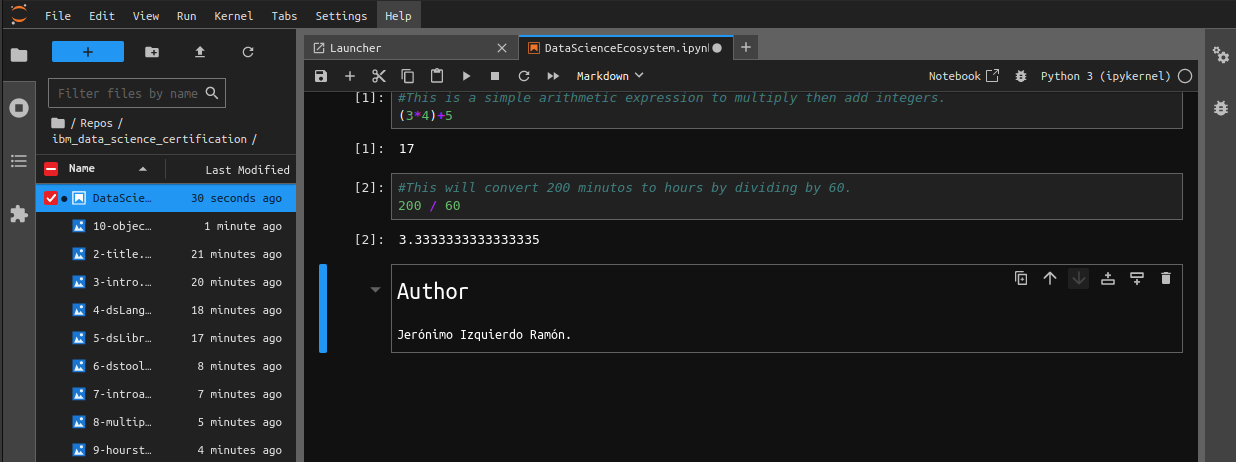 File Edit View Run Kernel Tabs Settings Help
Launcher
DataScienceEcosystem.ipynb
Markdown
Notebook
Python 3 (ipykernel)
Filter files by name
/ Repos /
ibm_data_science_certification /
Name Last Modified
DataScie... 30 seconds ago
10-objec... 1 minute ago
2-title.... 21 minutes ago
3-intro.... 20 minutes ago
4-dsLang... 18 minutes ago
5-dsLibr... 17 minutes ago
6-dstool... 8 minutes ago
7-introa... 7 minutes ago
8-multip... 5 minutes ago
9-hourst... 4 minutes ago
[1]: #This is a simple arithmetic expression to multiply then add integers.
(3*4)+5
[1]: 17
[2]: #This will convert 200 minutos to hours by dividing by 60.
200 / 60
[2]: 3.3333333333333335
Author
Jerónimo Izquierdo Ramón.